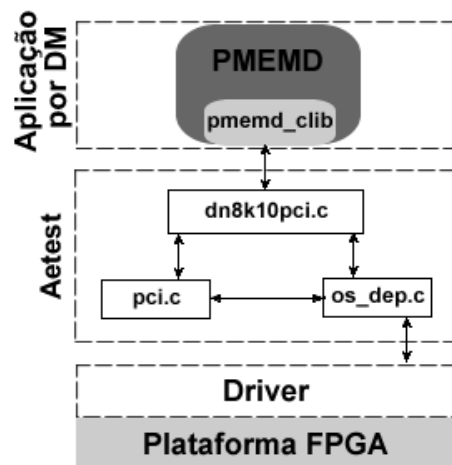 Aplicação
por DM
PMEMD
pmemd_clib
Aetest
dn8k10pci.c
pci.c
os_dep.c
Driver
Plataforma FPGA